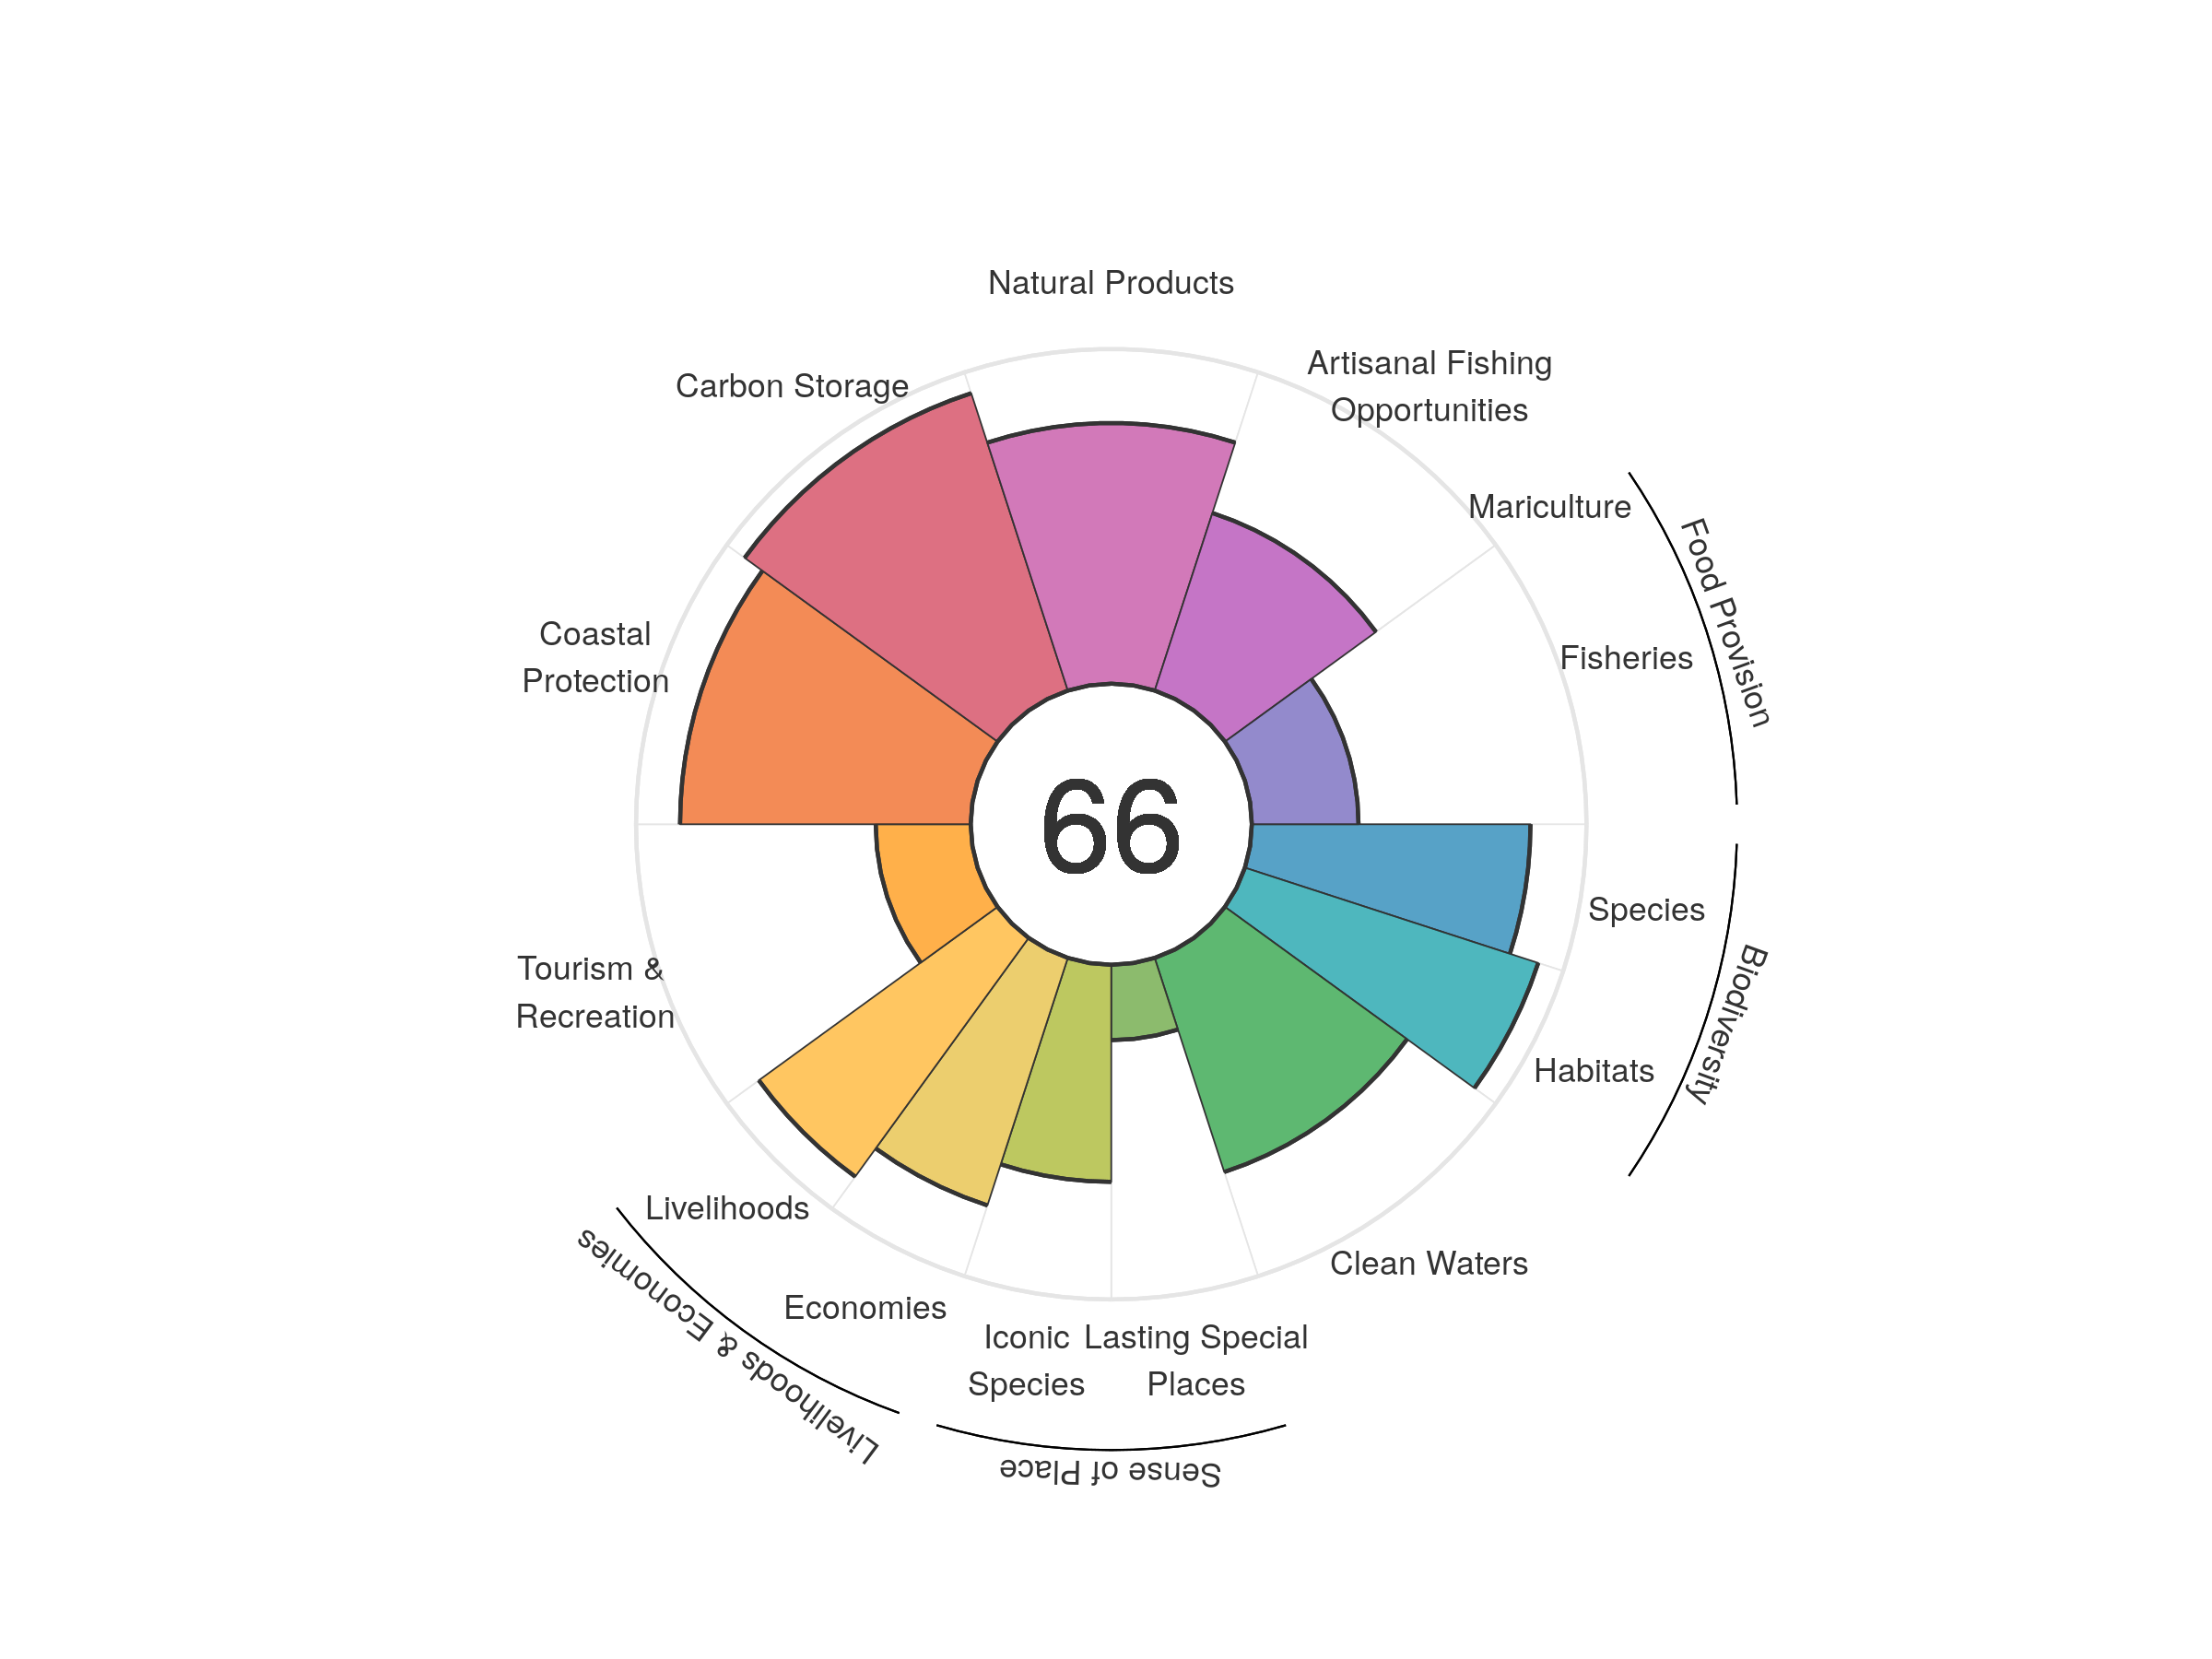 Natural Products
Artisanal Fishing
Opportunities
Carbon Storage
Mariculture
Food Provision
Fisheries
Coastal
Protection
66
Species
Biodiversity
Tourism &
Recreation
Habitats
Livelihoods
Clean Waters
Livelihoods & Economies
Economies
Iconic
Species
Lasting Special
Places
Sense of Place